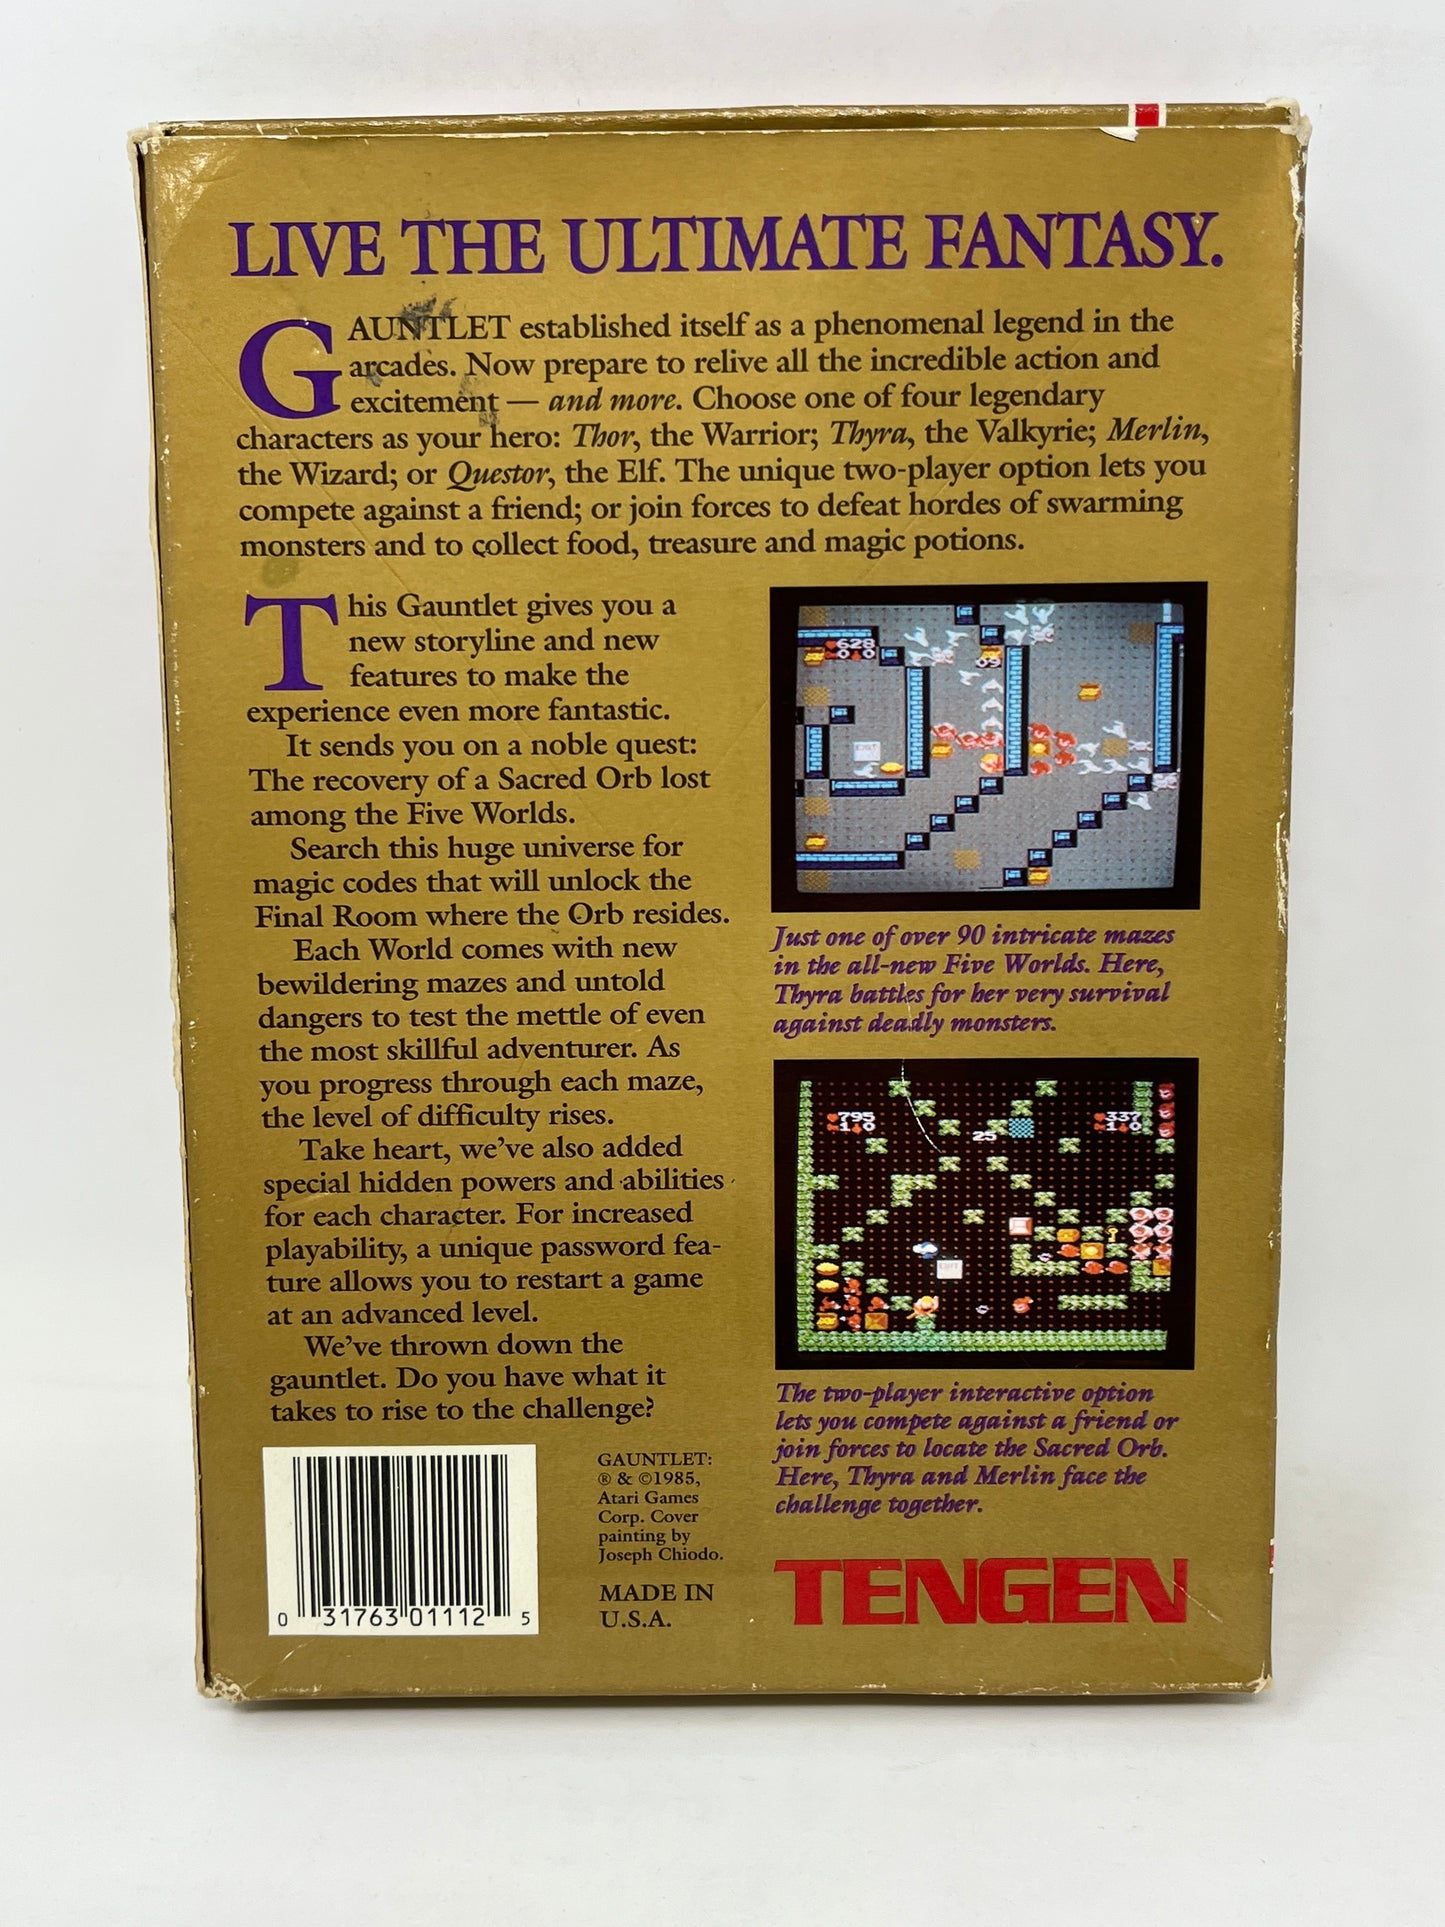 LIVE THE ULTIMATE FANTASY.
GAUNTLET established itself as a phenomenal legend in the
arcades. Now prepare to relive all the incredible action and
excitement — and more. Choose one of four legendary
characters as your hero: Thor, the Warrior; Thyra, the Valkyrie; Merlin,
the Wizard; or Questor, the Elf. The unique two-player option lets you
compete against a friend; or join forces to defeat hordes of swarming
monsters and to collect food, treasure and magic potions.
This Gauntlet gives you a
new storyline and new
features to make the
experience even more fantastic.
It sends you on a noble quest:
The recovery of a Sacred Orb lost
among the Five Worlds.
Search this huge universe for
magic codes that will unlock the
Final Room where the Orb resides.
Each World comes with new
bewildering mazes and untold
dangers to test the mettle of even
the most skillful adventurer. As
you progress through each maze,
the level of difficulty rises.
Take heart, we've also added
special hidden powers and abilities
for each character. For increased
playability, a unique password fea-
ture allows you to restart a game
at an advanced level.
We've thrown down the
gauntlet. Do you have what it
takes to rise to the challenge?
628
0 0
09
EXIT
Just one of over 90 intricate mazes
in the all-new Five Worlds. Here,
Thyra battles for her very survival
against deadly monsters.
795
1 0
25
337
1 0
EXIT
The two-player interactive option
lets you compete against a friend or
join forces to locate the Sacred Orb.
Here, Thyra and Merlin face the
challenge together.
GAUNTLET:
® & ©1985,
Atari Games
Corp. Cover
painting by
Joseph Chiodo.
MADE IN
U.S.A.
0 31763 01112 5
TENGEN